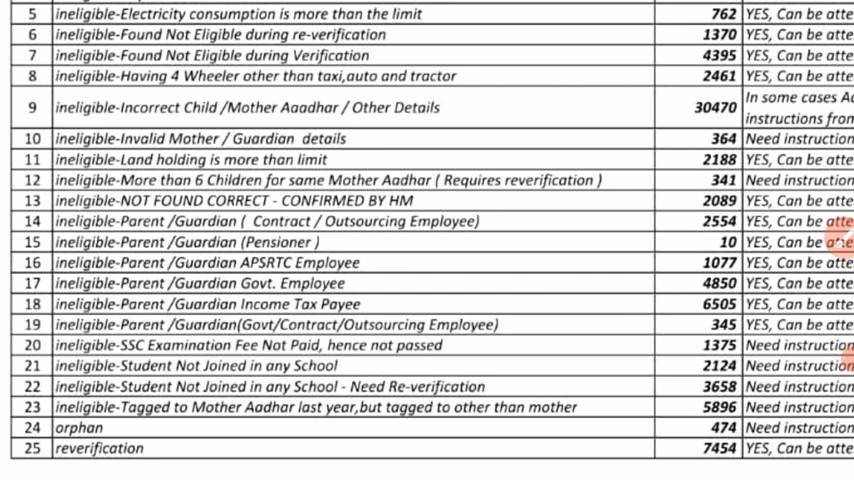 5 ineligible-Electricity consumption is more than the limit 762 YES, Can be atte
6 ineligible-Found Not Eligible during re-verification 1370 YES, Can be atte
7 ineligible-Found Not Eligible during Verification 4395 YES, Can be atte
8 ineligible-Having 4 Wheeler other than taxi,auto and tractor 2461 YES, Can be atte
9 ineligible-Incorrect Child /Mother Aaadhar / Other Details 30470 In some cases Aa
instructions from
10 ineligible-Invalid Mother / Guardian details 364 Need instruction
11 ineligible-Land holding is more than limit 2188 YES, Can be atte
12 ineligible-More than 6 Children for same Mother Aadhar ( Requires reverification ) 341 Need instruction
13 ineligible-NOT FOUND CORRECT - CONFIRMED BY HM 2089 YES, Can be atte
14 ineligible-Parent /Guardian ( Contract / Outsourcing Employee) 2554 YES, Can be atte
15 ineligible-Parent /Guardian (Pensioner ) 10 YES, Can be atte
16 ineligible-Parent /Guardian APSRTC Employee 1077 YES, Can be atte
17 ineligible-Parent /Guardian Govt. Employee 4850 YES, Can be atte
18 ineligible-Parent /Guardian Income Tax Payee 6505 YES, Can be atte
19 ineligible-Parent /Guardian(Govt/Contract/Outsourcing Employee) 345 YES, Can be atte
20 ineligible-SSC Examination Fee Not Paid, hence not passed 1375 Need instruction
21 ineligible-Student Not Joined in any School 2124 Need instruction
22 ineligible-Student Not Joined in any School - Need Re-verification 3658 Need instruction
23 ineligible-Tagged to Mother Aadhar last year,but tagged to other than mother 5896 Need instruction
24 orphan 474 Need instruction
25 reverification 7454 YES, Can be atte